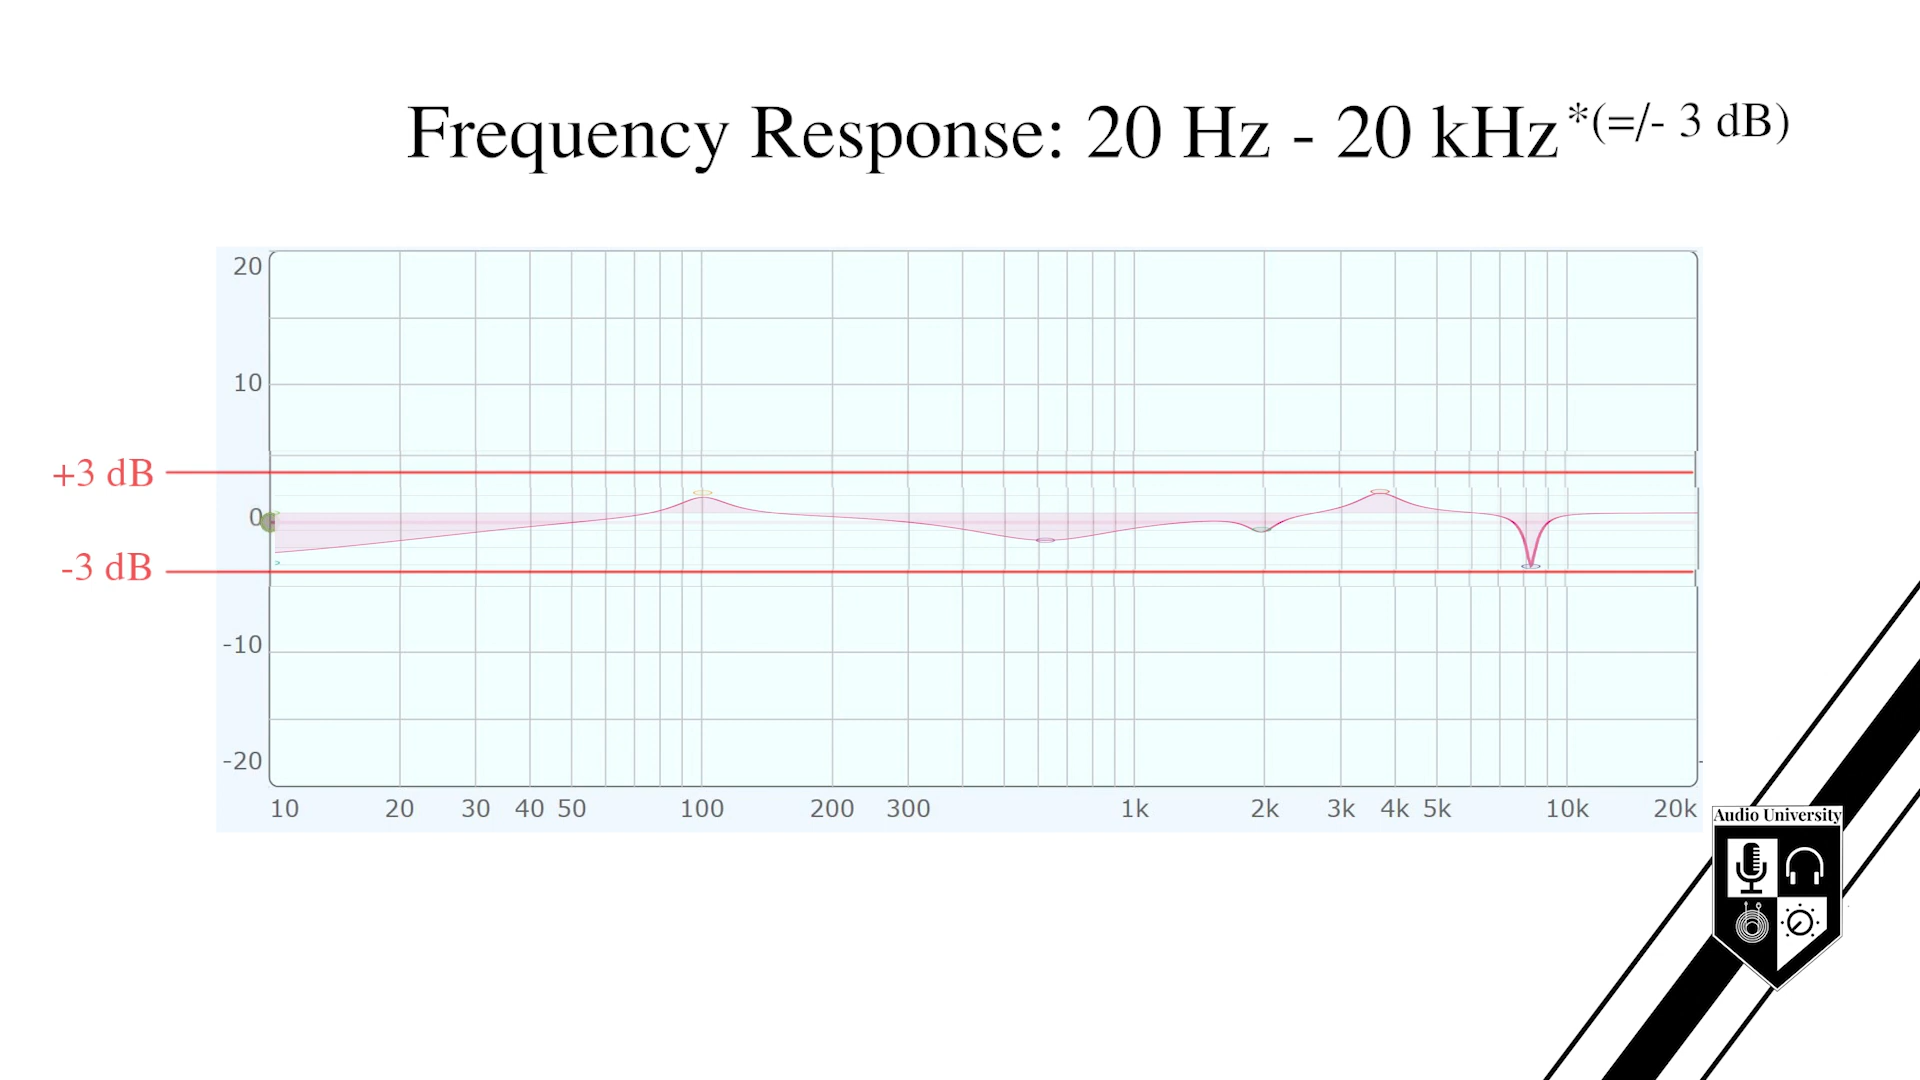 Frequency Response: 20 Hz - 20 kHz *(=/- 3 dB)
20
10
+3 dB
0
-3 dB
-10
-20
10 20 30 40 50 100 200 300 1k 2k 3k 4k 5k 10k 20k
Audio University